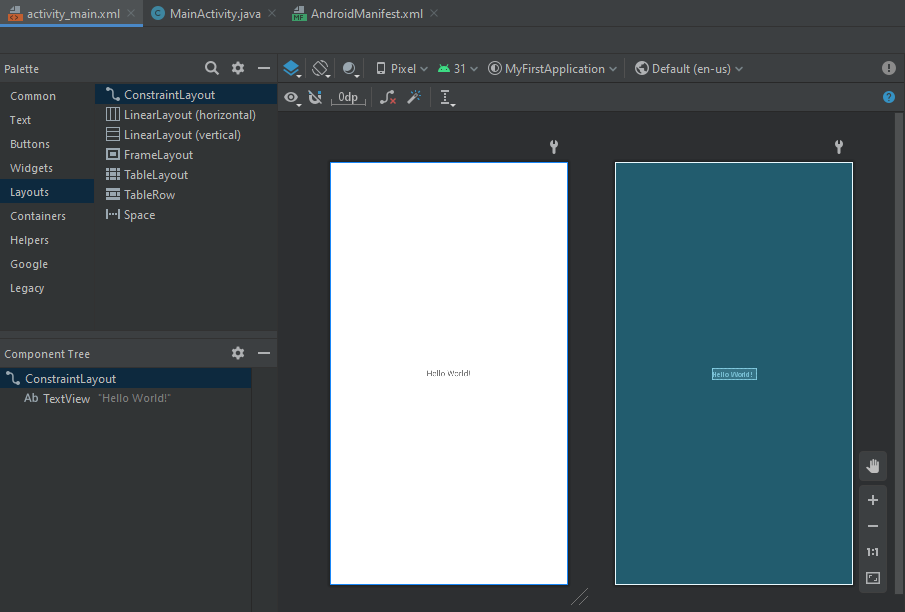 activity_main.xml
MainActivity.java
AndroidManifest.xml
Palette
Pixel
31
MyFirstApplication
Default (en-us)
0dp
Common
Text
Buttons
Widgets
Layouts
Containers
Helpers
Google
Legacy
ConstraintLayout
LinearLayout (horizontal)
LinearLayout (vertical)
FrameLayout
TableLayout
TableRow
Space
Component Tree
ConstraintLayout
Ab TextView "Hello World!"
Hello World!
Hello World!
1:1